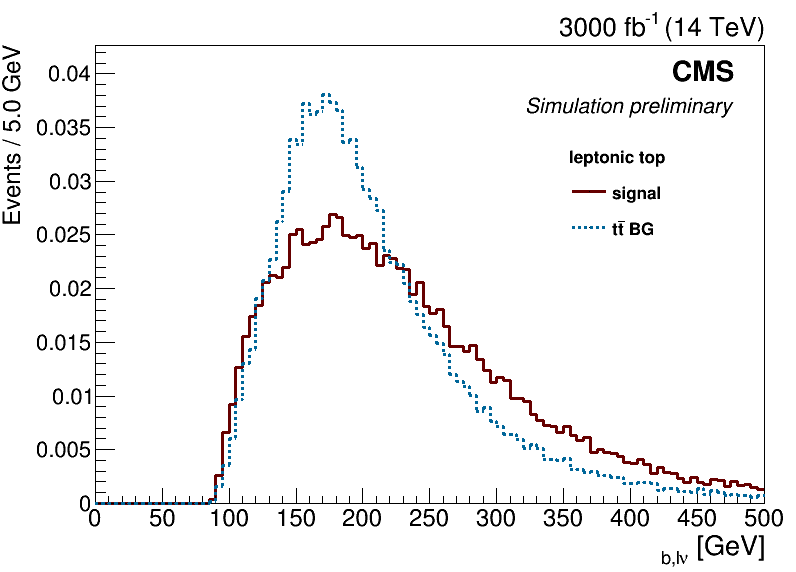 3000 fb⁻¹ (14 TeV)
CMS
Simulation preliminary
leptonic top
signal
tt̄ BG
Events / 5.0 GeV
0.04
0.035
0.03
0.025
0.02
0.015
0.01
0.005
0
0 50 100 150 200 250 300 350 400 450 500
b,lν [GeV]